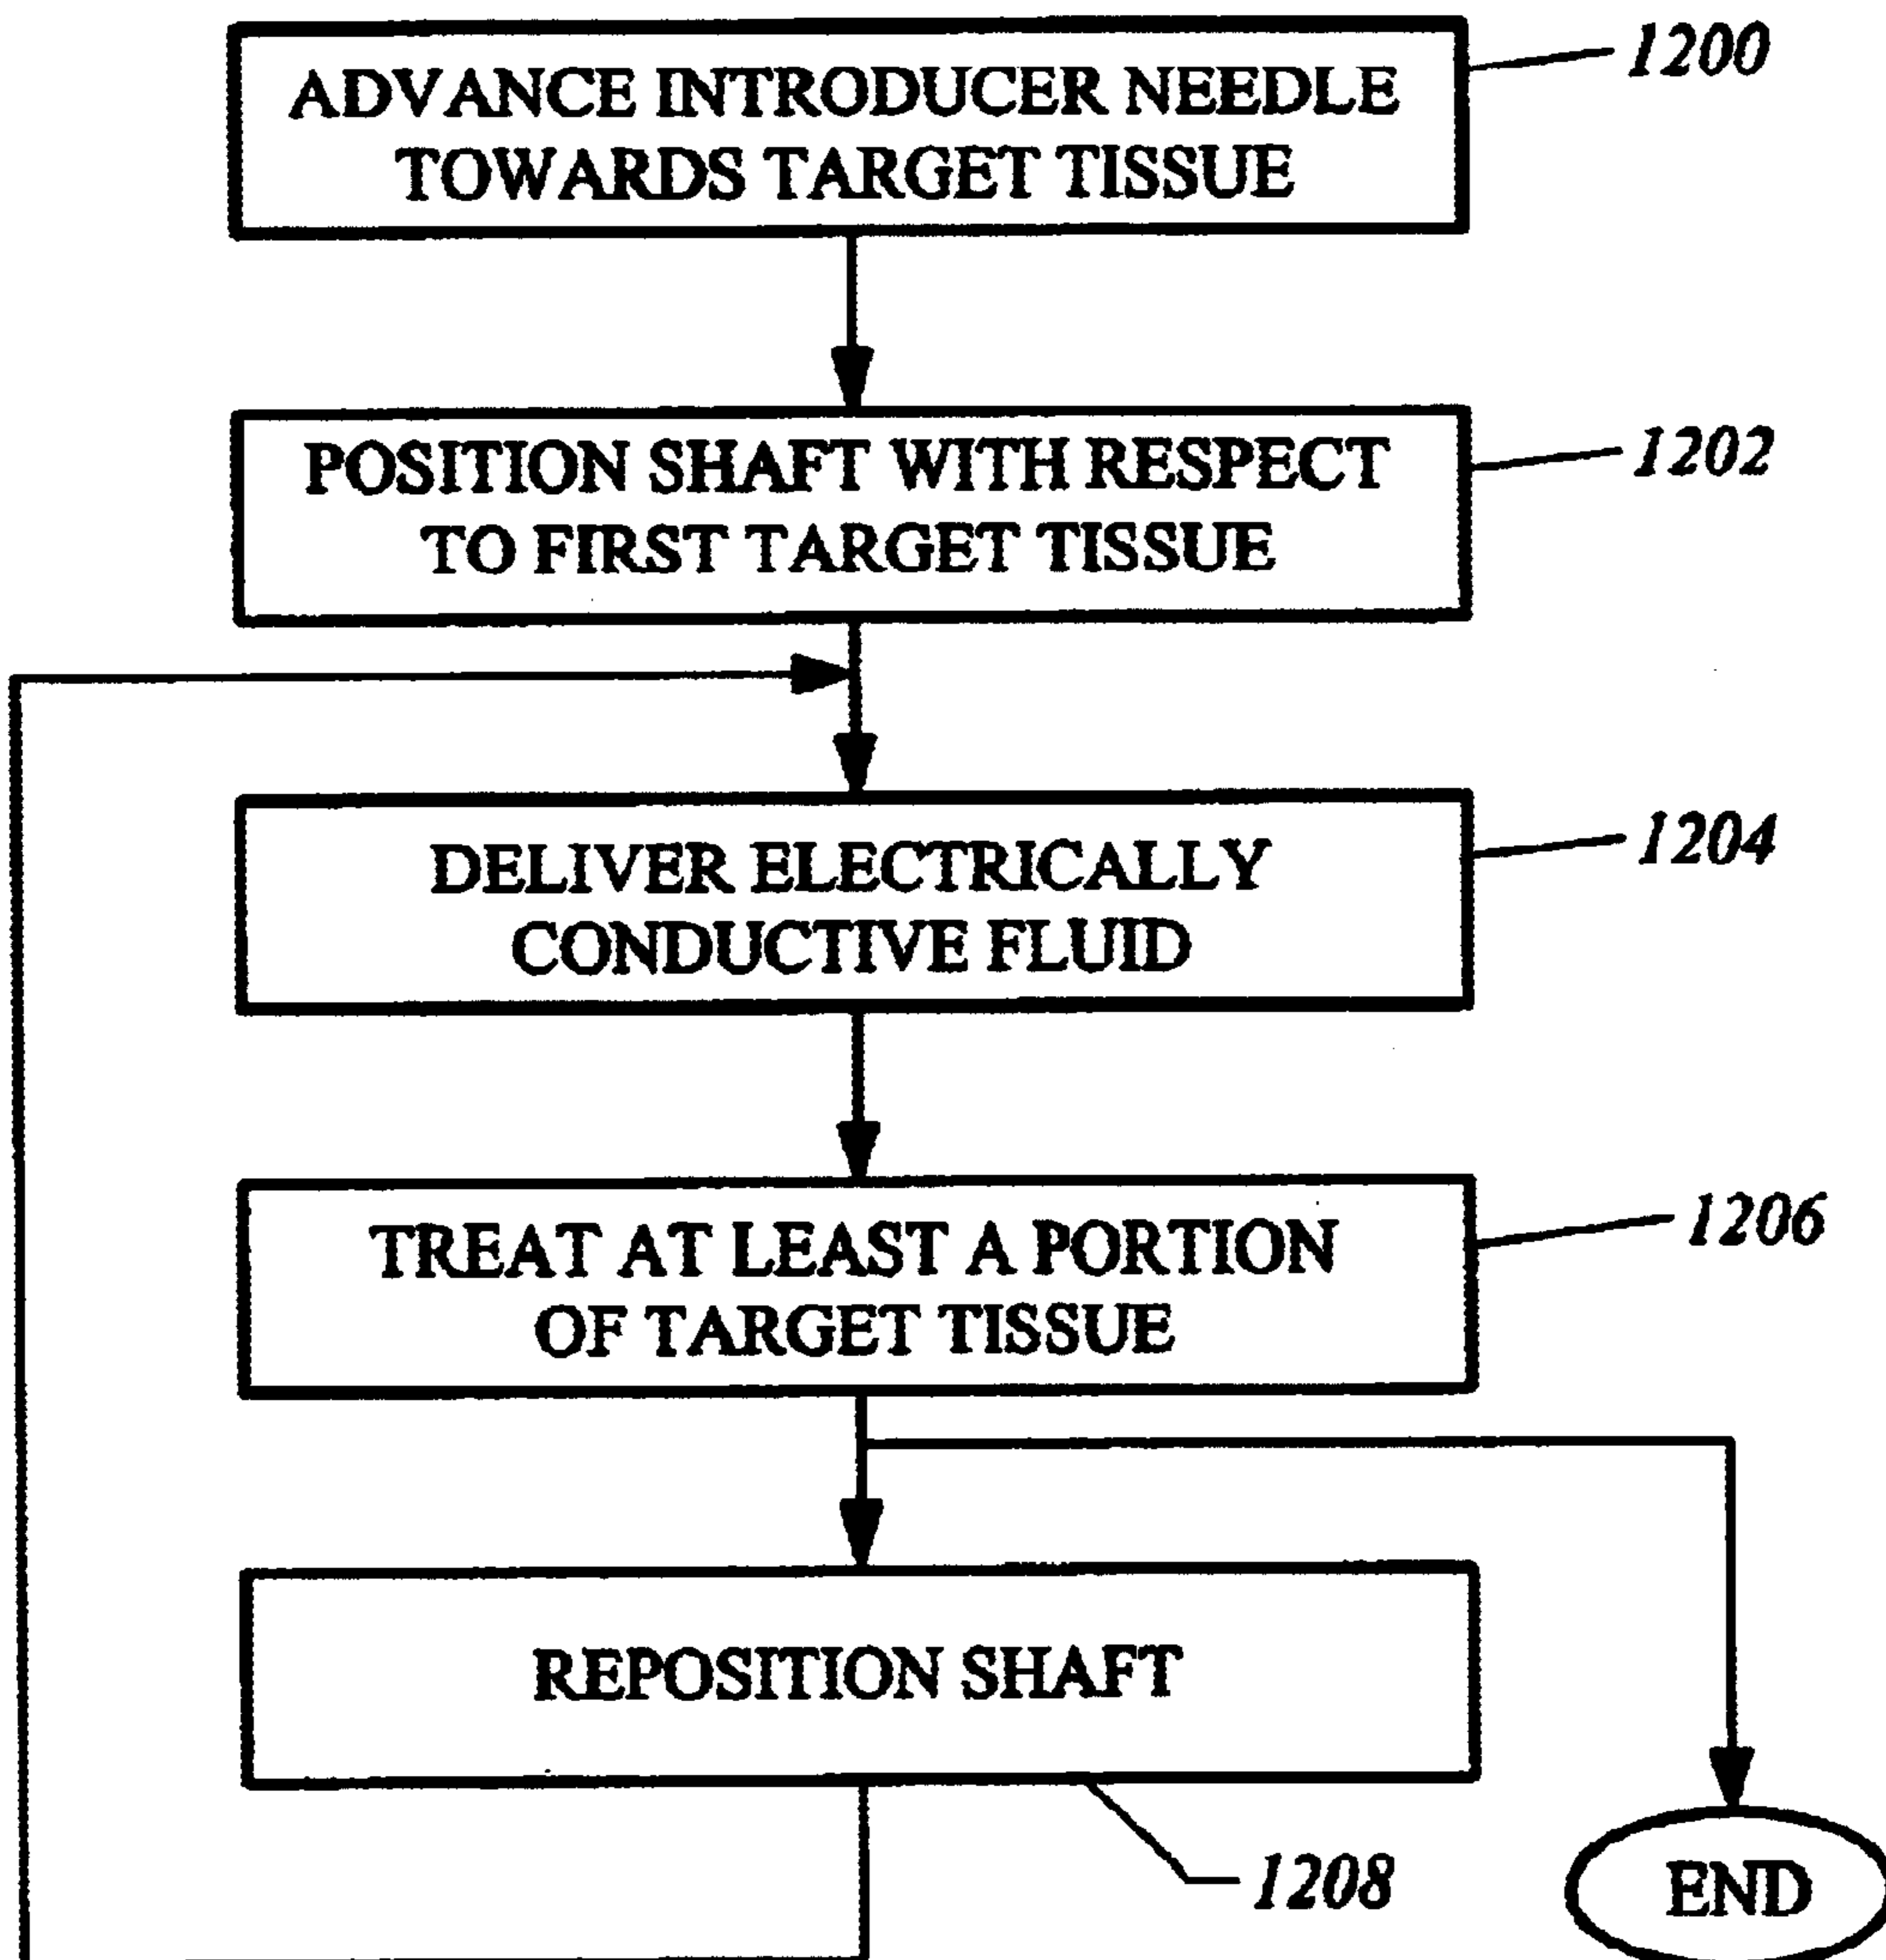 ADVANCE INTRODUCER NEEDLE
TOWARDS TARGET TISSUE
1200
POSITION SHAFT WITH RESPECT
TO FIRST TARGET TISSUE
1202
DELIVER ELECTRICALLY
CONDUCTIVE FLUID
1204
TREAT AT LEAST A PORTION
OF TARGET TISSUE
1206
REPOSITION SHAFT
1208
END